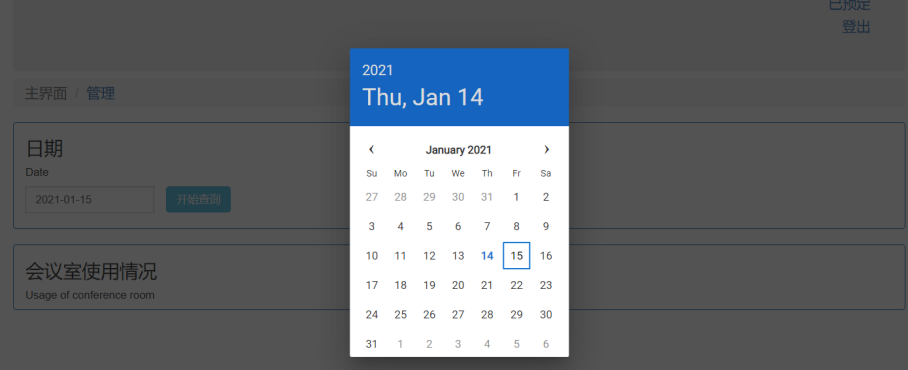 已预定
登出
主界面 / 管理
日期
Date
2021-01-15 开始查询
会议室使用情况
Usage of conference room
2021
Thu, Jan 14
‹ January 2021 ›
Su Mo Tu We Th Fr Sa
27 28 29 30 31 1 2
3 4 5 6 7 8 9
10 11 12 13 14 15 16
17 18 19 20 21 22 23
24 25 26 27 28 29 30
31 1 2 3 4 5 6